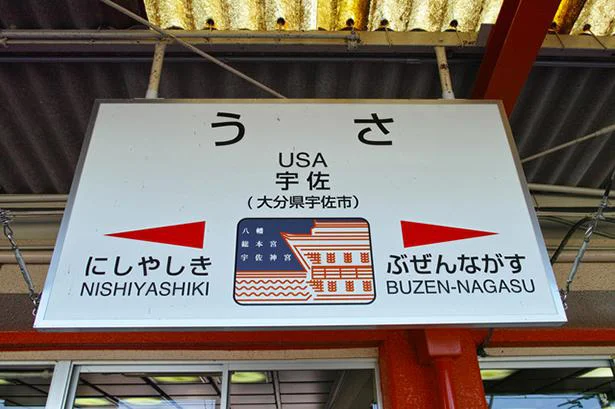 うさ
USA
宇佐
(大分県宇佐市)
にしやしき
NISHIYASHIKI
八幡
総本宮
宇佐神宮
ぶぜんながす
BUZEN-NAGASU